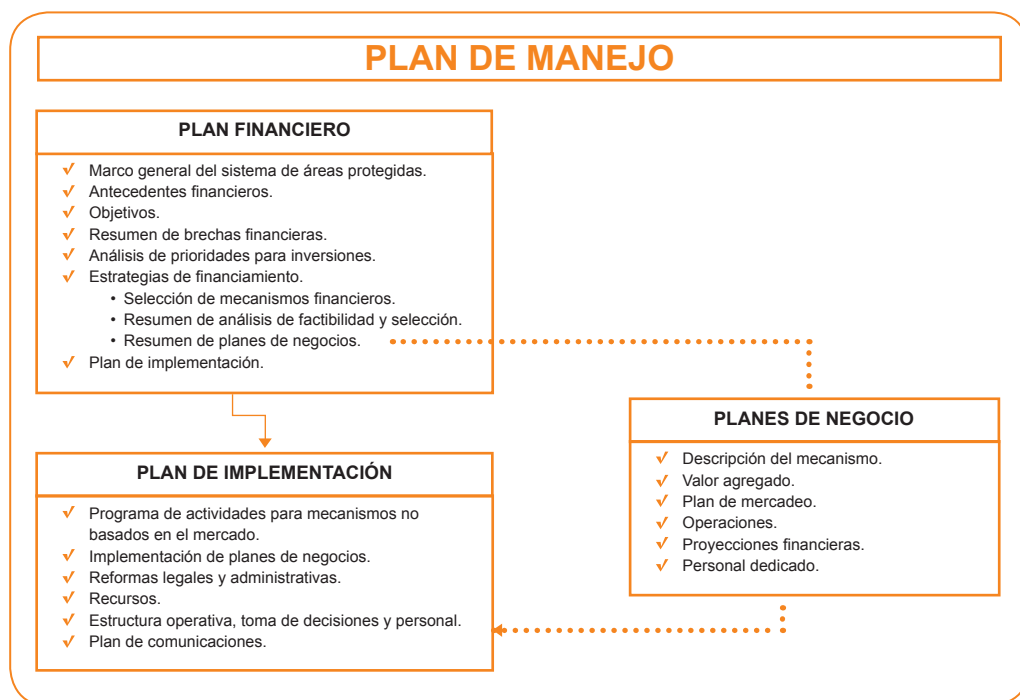 PLAN DE MANEJO
PLAN FINANCIERO
✓ Marco general del sistema de áreas protegidas.
✓ Antecedentes financieros.
✓ Objetivos.
✓ Resumen de brechas financieras.
✓ Análisis de prioridades para inversiones.
✓ Estrategias de financiamiento.
• Selección de mecanismos financieros.
• Resumen de análisis de factibilidad y selección.
• Resumen de planes de negocios.
✓ Plan de implementación.
PLAN DE IMPLEMENTACIÓN
✓ Programa de actividades para mecanismos no
basados en el mercado.
✓ Implementación de planes de negocios.
✓ Reformas legales y administrativas.
✓ Recursos.
✓ Estructura operativa, toma de decisiones y personal.
✓ Plan de comunicaciones.
PLANES DE NEGOCIO
✓ Descripción del mecanismo.
✓ Valor agregado.
✓ Plan de mercadeo.
✓ Operaciones.
✓ Proyecciones financieras.
✓ Personal dedicado.